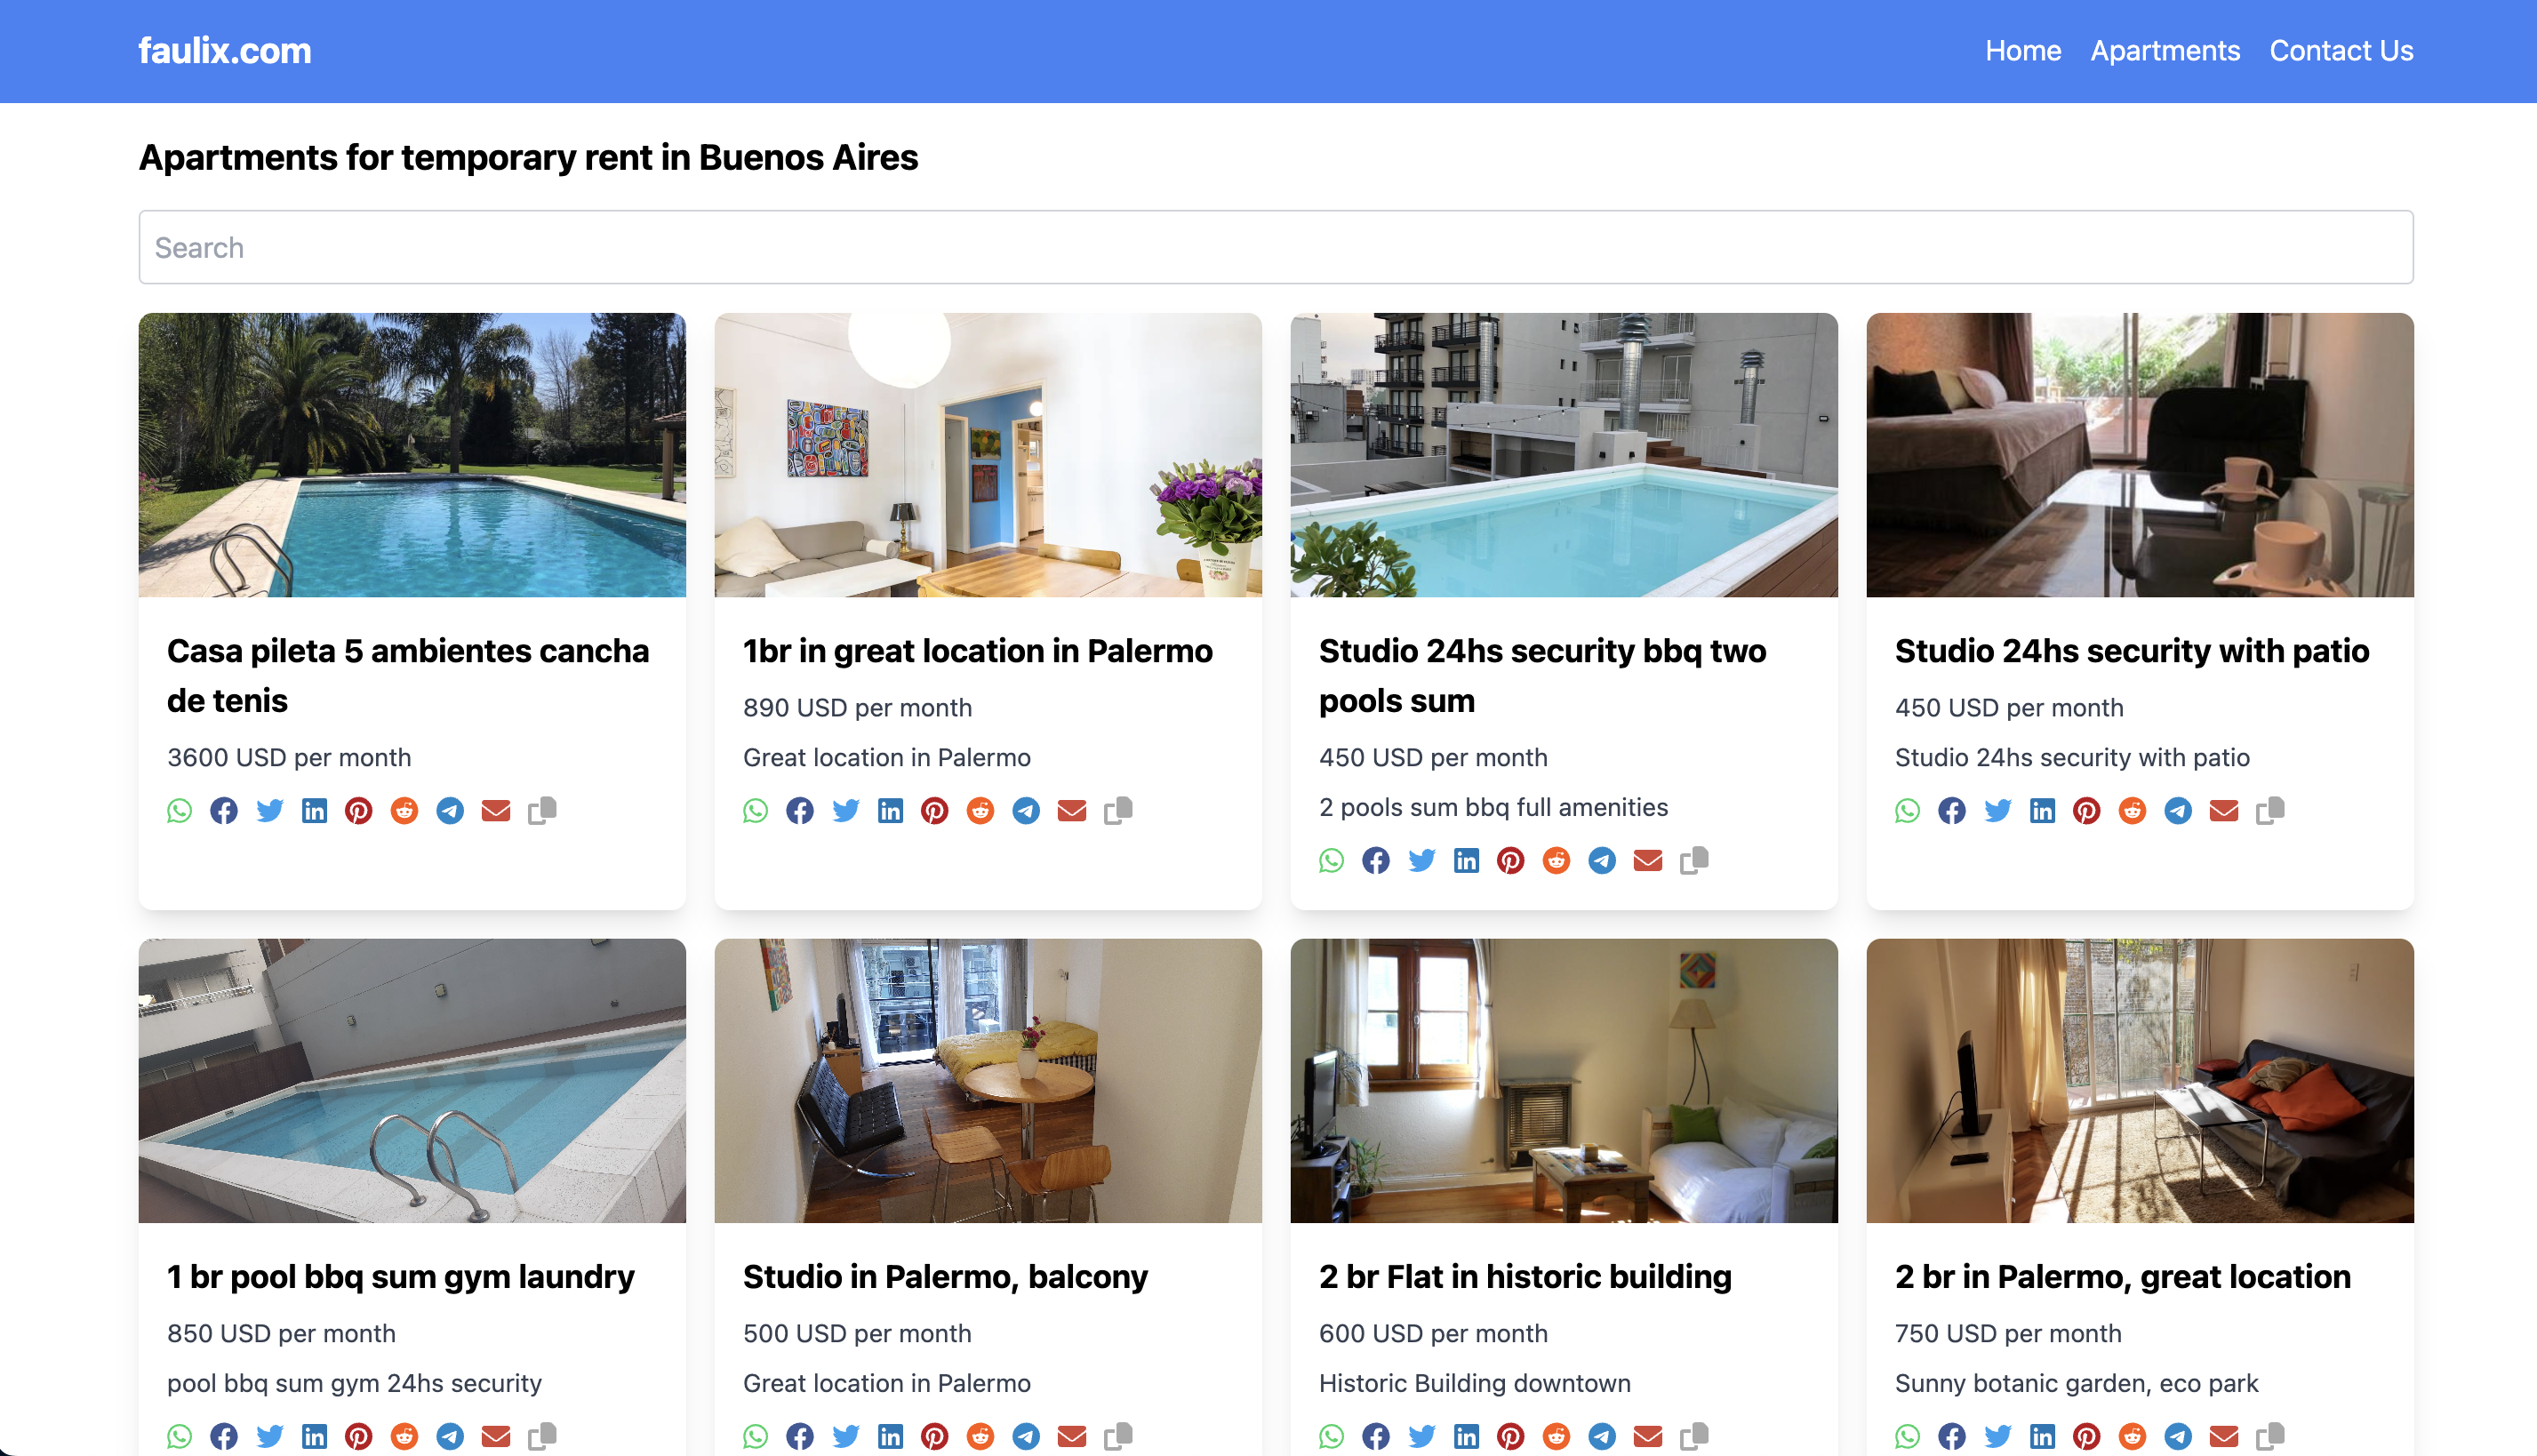 faulix.com
Home Apartments Contact Us
Apartments for temporary rent in Buenos Aires
Search
Casa pileta 5 ambientes cancha
de tenis
3600 USD per month
1br in great location in Palermo
890 USD per month
Great location in Palermo
Studio 24hs security bbq two
pools sum
450 USD per month
2 pools sum bbq full amenities
Studio 24hs security with patio
450 USD per month
Studio 24hs security with patio
1 br pool bbq sum gym laundry
850 USD per month
pool bbq sum gym 24hs security
Studio in Palermo, balcony
500 USD per month
Great location in Palermo
2 br Flat in historic building
600 USD per month
Historic Building downtown
2 br in Palermo, great location
750 USD per month
Sunny botanic garden, eco park